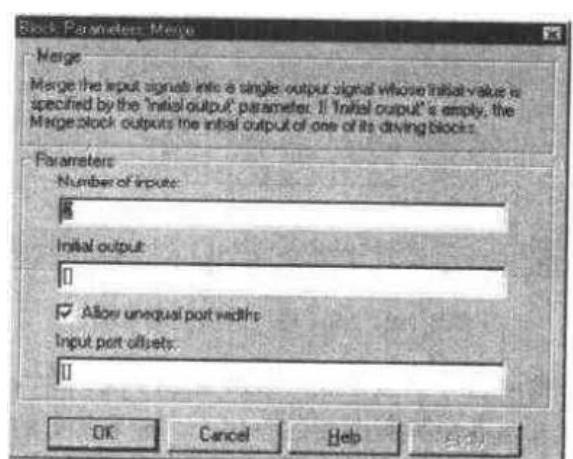 Block Parameters: Merge
Merge
Merge the input signals into a single output signal whose initial value is
specified by the 'Initial output' parameter. If 'Initial output' is empty, the
Merge block outputs the initial output of one of its driving blocks.
Parameters
Number of inputs:
Initial output:
[]
Allow unequal port widths
Input port offsets:
[]
OK
Cancel
Help
Apply